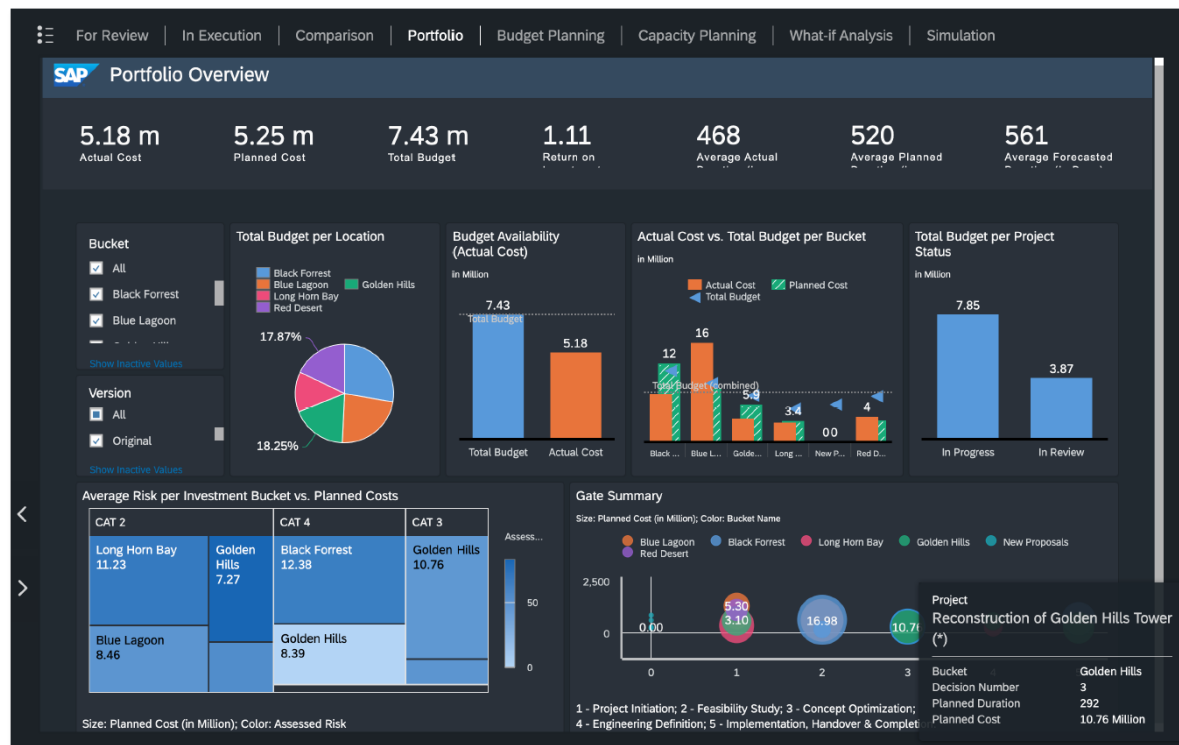 For Review
In Execution
Comparison
Portfolio
Budget Planning
Capacity Planning
What-if Analysis
Simulation
SAP
Portfolio Overview
5.18 m
Actual Cost
5.25 m
Planned Cost
7.43 m
Total Budget
1.11
Return on
468
Average Actual
520
Average Planned
561
Average Forecasted
Bucket
All
Black Forrest
Blue Lagoon
Show Inactive Values
Version
All
Original
Show Inactive Values
Total Budget per Location
Black Forrest
Blue Lagoon
Golden Hills
Long Horn Bay
Red Desert
17.87%
18.25%
Budget Availability
(Actual Cost)
in Million
7.43
Total Budget
5.18
Total Budget
Actual Cost
Actual Cost vs. Total Budget per Bucket
in Million
Actual Cost
Planned Cost
Total Budget
16
12
Total Budget (combined)
5.9
3.4
0
0
4
Black ...
Blue L...
Golde...
Long ...
New P...
Red D...
Total Budget per Project
Status
in Million
7.85
3.87
In Progress
In Review
Average Risk per Investment Bucket vs. Planned Costs
CAT 2
CAT 4
CAT 3
Long Horn Bay
11.23
Golden
Hills
7.27
Black Forrest
12.38
Golden Hills
10.76
Blue Lagoon
8.46
Golden Hills
8.39
Assess...
50
0
Size: Planned Cost (in Million); Color: Assessed Risk
Gate Summary
Size: Planned Cost (in Million); Color: Bucket Name
Blue Lagoon
Black Forrest
Long Horn Bay
Golden Hills
New Proposals
Red Desert
2,500
0
0.00
5.30
3.10
16.98
10.76
0
1
2
3
1 - Project Initiation; 2 - Feasibility Study; 3 - Concept Optimization;
4 - Engineering Definition; 5 - Implementation, Handover &
Project
Reconstruction of Golden Hills Tower
(*)
Bucket
Golden Hills
Decision Number
3
Planned Duration
292
Planned Cost
10.76 Million